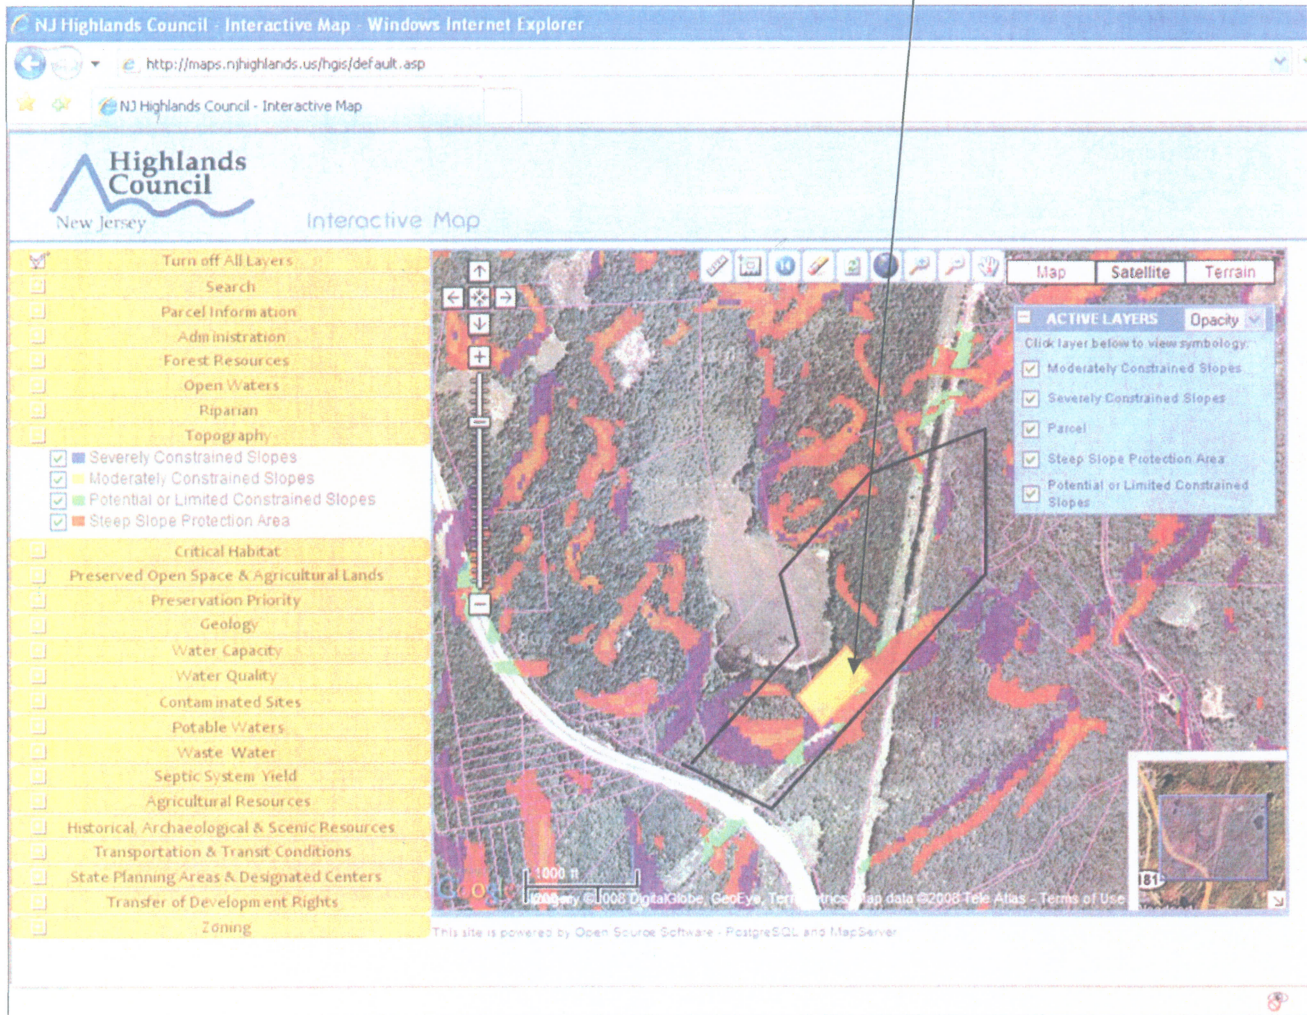 NJ Highlands Council - Interactive Map - Windows Internet Explorer
http://maps.njhighlands.us/hgis/default.asp
NJ Highlands Council - Interactive Map
Highlands
Council
New Jersey
Interactive Map
Turn off All Layers
Search
Parcel Information
Administration
Forest Resources
Open Waters
Riparian
Topography
Severely Constrained Slopes
Moderately Constrained Slopes
Potential or Limited Constrained Slopes
Steep Slope Protection Area
Critical Habitat
Preserved Open Space & Agricultural Lands
Preservation Priority
Geology
Water Capacity
Water Quality
Contaminated Sites
Potable Waters
Waste Water
Septic System Yield
Agricultural Resources
Historical, Archaeological & Scenic Resources
Transportation & Transit Conditions
State Planning Areas & Designated Centers
Transfer of Development Rights
Zoning
Map
Satellite
Terrain
ACTIVE LAYERS
Opacity
Click layer below to view symbology:
Moderately Constrained Slopes
Severely Constrained Slopes
Parcel
Steep Slope Protection Area
Potential or Limited Constrained
Slopes
181
1000 ft
Google
©2008 DigitalGlobe, GeoEye, Map data ©2008 Tele Atlas - Terms of Use
This site is powered by Open Source Software - PostgreSQL and MapServer